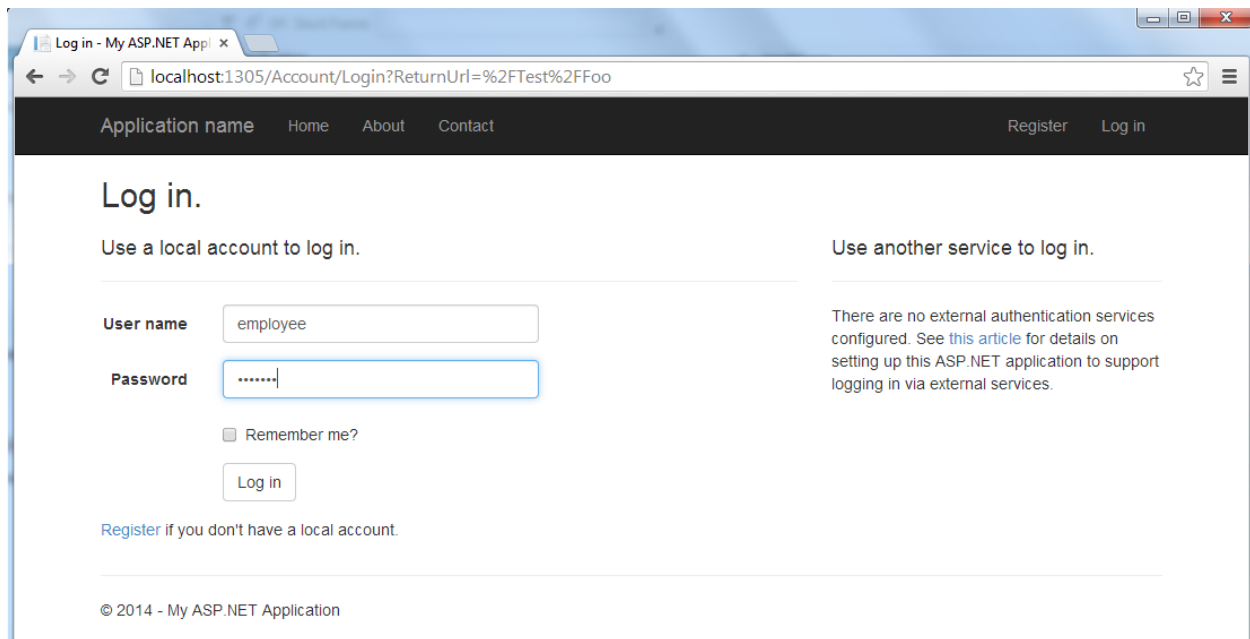 Log in - My ASP.NET Appl
localhost:1305/Account/Login?ReturnUrl=%2FTest%2FFoo
Application name Home About Contact Register Log in
Log in.
Use a local account to log in.
User name employee
Password •••••••
Remember me?
Log in
Register if you don't have a local account.
Use another service to log in.
There are no external authentication services
configured. See this article for details on
setting up this ASP.NET application to support
logging in via external services.
© 2014 - My ASP.NET Application